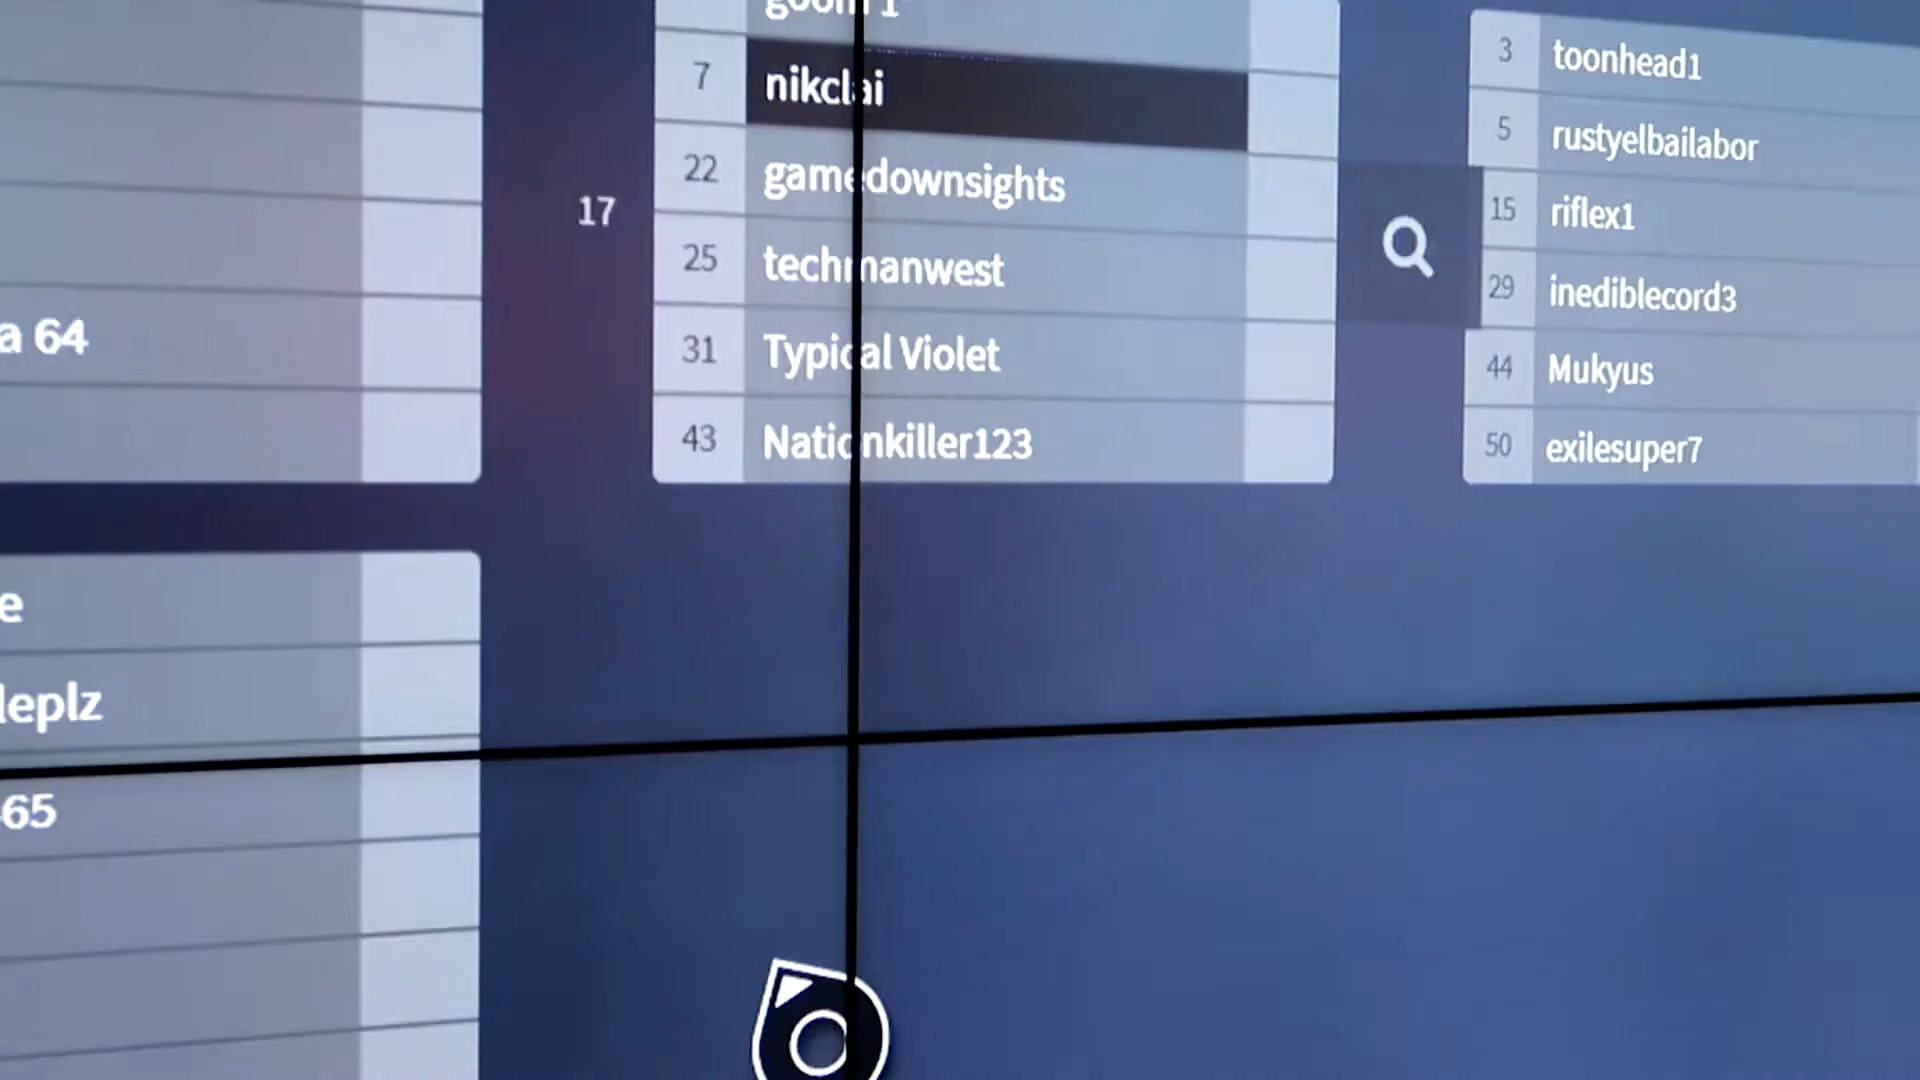 7 nikclai
22 gamedownsights
17
25 techmanwest
31 Typical Violet
43 Nationkiller123
3 toonhead1
5 rustyelbailabor
15 riflex1
29 inediblecord3
44 Mukyus
50 exilesuper7
a 64
e
leplz
65